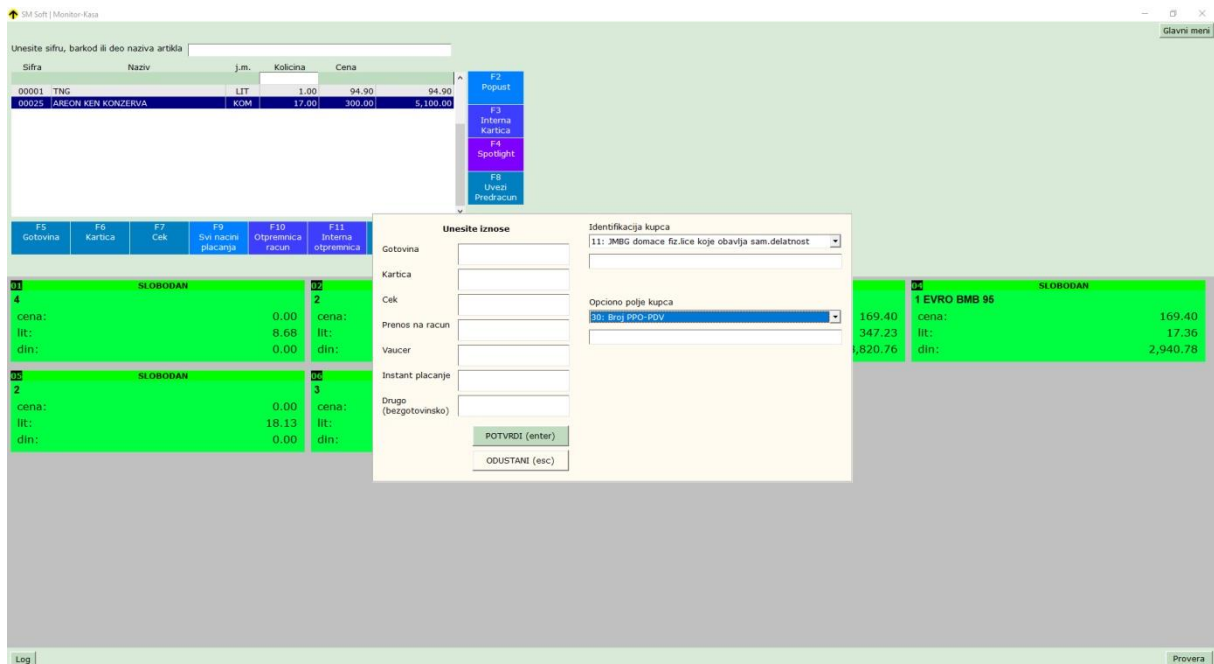 SM Soft | Monitor-Kasa
Glavni meni
Unesite sifru, barkod ili deo naziva artikla
Sifra Naziv j.m. Kolicina Cena
00001 TNG LIT 1.00 94.90 94.90
00025 AREON KEN KONZERVA KOM 17.00 300.00 5,100.00
F2
Popust
F3
Interna
Kartica
F4
Spotlight
F8
Uvezi
Predracun
F5
Gotovina
F6
Kartica
F7
Cek
F9
Svi nacini
placanja
F10
Otpremnica
racun
F11
Interna
otpremnica
Unesite iznose
Gotovina
Kartica
Cek
Prenos na racun
Vaucer
Instant placanje
Drugo
(bezgotovinsko)
POTVRDI (enter)
ODUSTANI (esc)
Identifikacija kupca
11: JMBG domace fiz.lice koje obavlja sam.delatnost
Opciono polje kupca
30: Broj PPO-PDV
01 SLOBODAN
4
cena: 0.00
lit: 8.68
din: 0.00
02
2
cena:
lit:
din:
169.40
347.23
,820.76
04 SLOBODAN
1 EVRO BMB 95
cena: 169.40
lit: 17.36
din: 2,940.78
05 SLOBODAN
2
cena: 0.00
lit: 18.13
din: 0.00
06
3
cena:
lit:
din:
Log
Provera